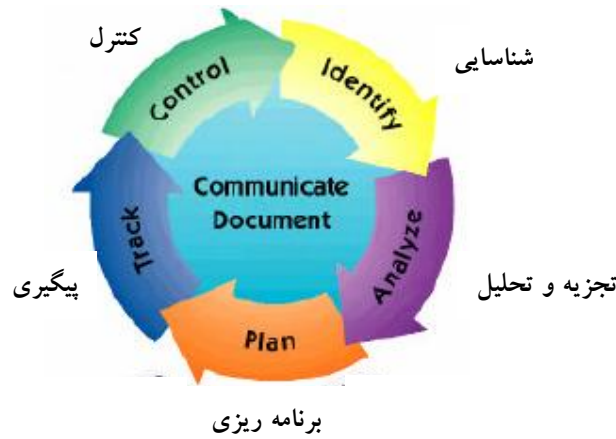 کنترل
شناسایی
Control
Identify
Communicate
Document
Track
Analyze
Plan
پیگیری
تجزیه و تحلیل
برنامه ریزی